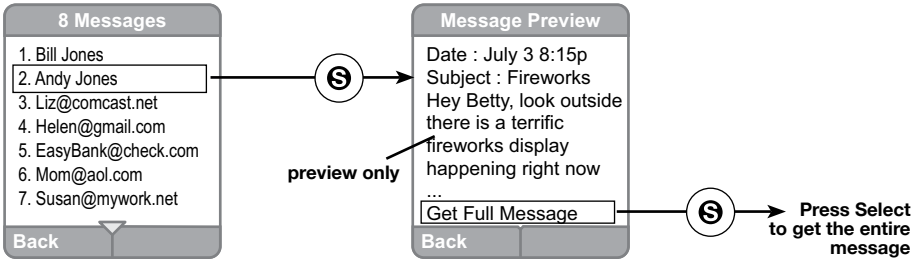 8 Messages
1. Bill Jones
2. Andy Jones
3. Liz@comcast.net
4. Helen@gmail.com
5. EasyBank@check.com
6. Mom@aol.com
7. Susan@mywork.net
Back
S
Message Preview
Date : July 3 8:15p
Subject : Fireworks
Hey Betty, look outside
there is a terrific
fireworks display
happening right now
...
Get Full Message
Back
preview only
S
Press Select
to get the entire
message